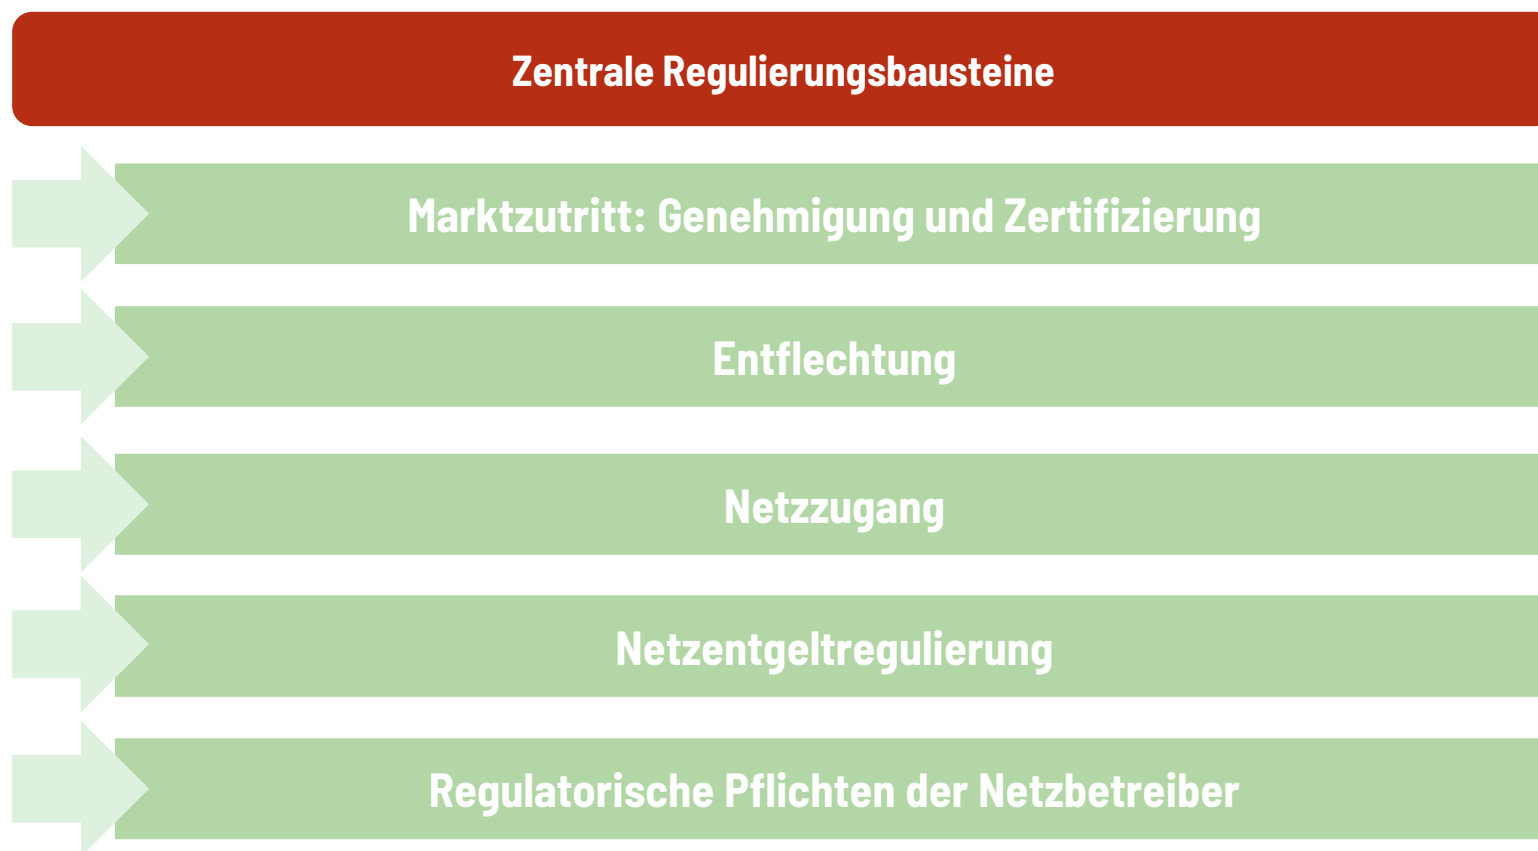 Zentrale Regulierungsbausteine
Marktzutritt: Genehmigung und Zertifizierung
Entflechtung
Netzzugang
Netzentgeltregulierung
Regulatorische Pflichten der Netzbetreiber